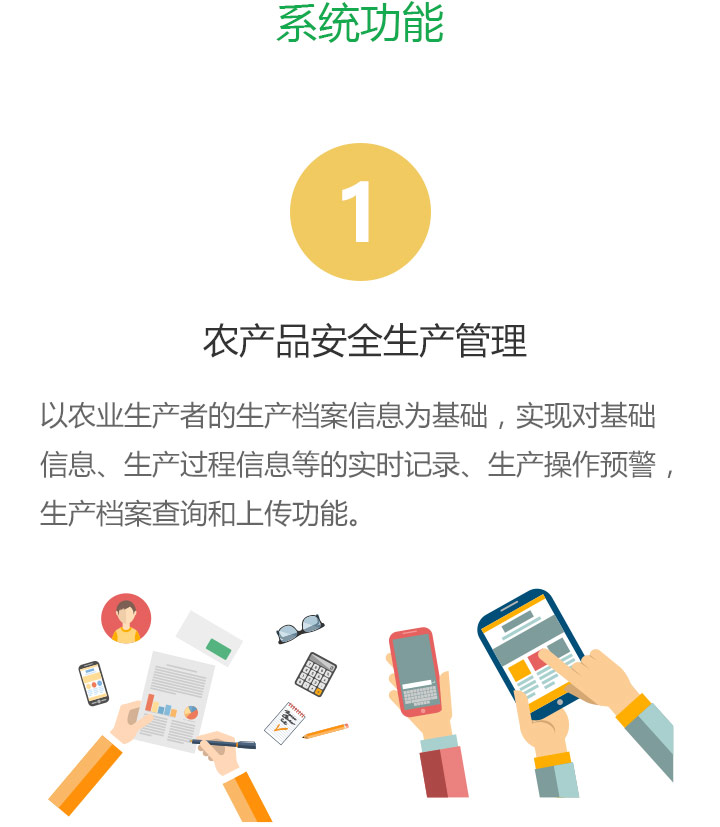 系统功能
1
农产品安全生产管理
以农业生产者的生产档案信息为基础，实现对基础
信息、生产过程信息等的实时记录、生产操作预警，
生产档案查询和上传功能。